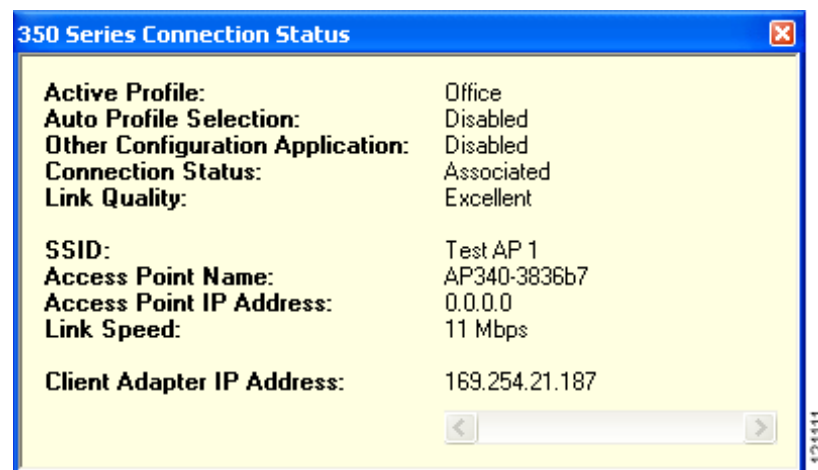 350 Series Connection Status
Active Profile: Office
Auto Profile Selection: Disabled
Other Configuration Application: Disabled
Connection Status: Associated
Link Quality: Excellent
SSID: Test AP 1
Access Point Name: AP340-3836b7
Access Point IP Address: 0.0.0.0
Link Speed: 11 Mbps
Client Adapter IP Address: 169.254.21.187
121111